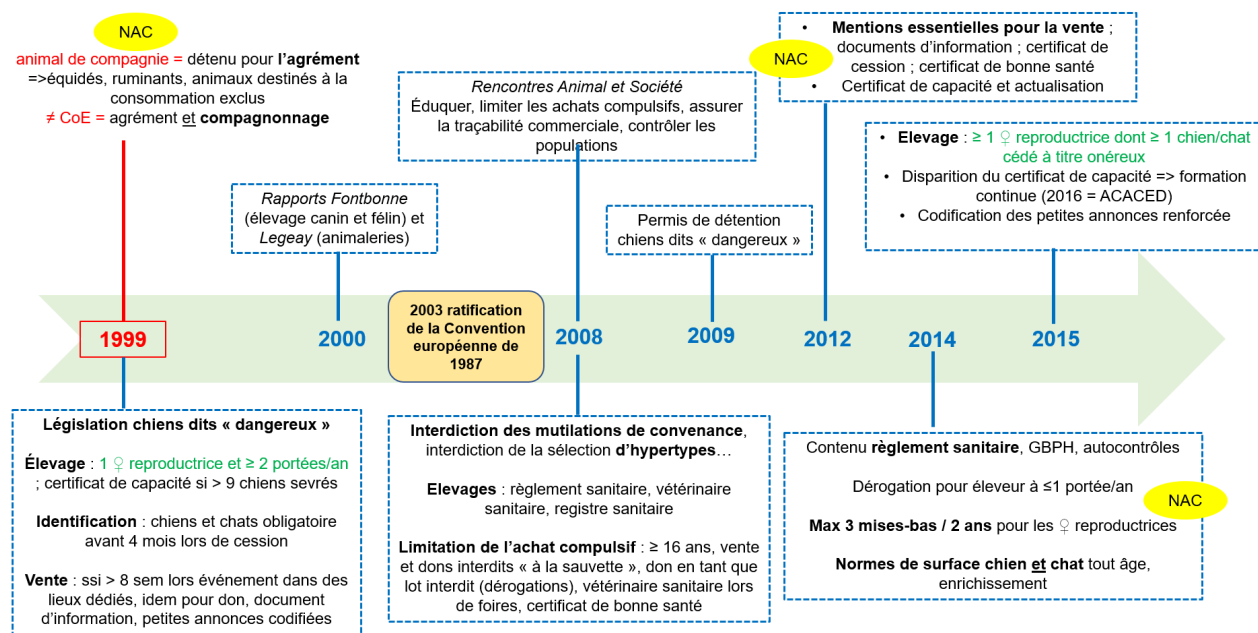 NAC
animal de compagnie = détenu pour l’agrément
=>équidés, ruminants, animaux destinés à la
consommation exclus
≠ CoE = agrément et compagnonnage
Rapports Fontbonne
(élevage canin et félin) et
Legeay (animaleries)
Rencontres Animal et Société
Éduquer, limiter les achats compulsifs, assurer
la traçabilité commerciale, contrôler les
populations
Permis de détention
chiens dits « dangereux »
NAC
• Mentions essentielles pour la vente ;
documents d’information ; certificat de
cession ; certificat de bonne santé
• Certificat de capacité et actualisation
• Elevage : ≥ 1 ♀ reproductrice dont ≥ 1 chien/chat
cédé à titre onéreux
• Disparition du certificat de capacité => formation
continue (2016 = ACACED)
• Codification des petites annonces renforcée
1999
2000
2003 ratification
de la Convention
européenne de
1987
2008
2009
2012
2014
2015
Législation chiens dits « dangereux »
Élevage : 1 ♀ reproductrice et ≥ 2 portées/an
; certificat de capacité si > 9 chiens sevrés
Identification : chiens et chats obligatoire
avant 4 mois lors de cession
Vente : ssi > 8 sem lors événement dans des
lieux dédiés, idem pour don, document
d’information, petites annonces codifiées
Interdiction des mutilations de convenance,
interdiction de la sélection d’hypertypes…
Elevages : règlement sanitaire, vétérinaire
sanitaire, registre sanitaire
Limitation de l’achat compulsif : ≥ 16 ans, vente
et dons interdits « à la sauvette », don en tant que
lot interdit (dérogations), vétérinaire sanitaire lors
de foires, certificat de bonne santé
Contenu règlement sanitaire, GBPH, autocontrôles
Dérogation pour éleveur à ≤1 portée/an
NAC
Max 3 mises-bas / 2 ans pour les ♀ reproductrices
Normes de surface chien et chat tout âge,
enrichissement